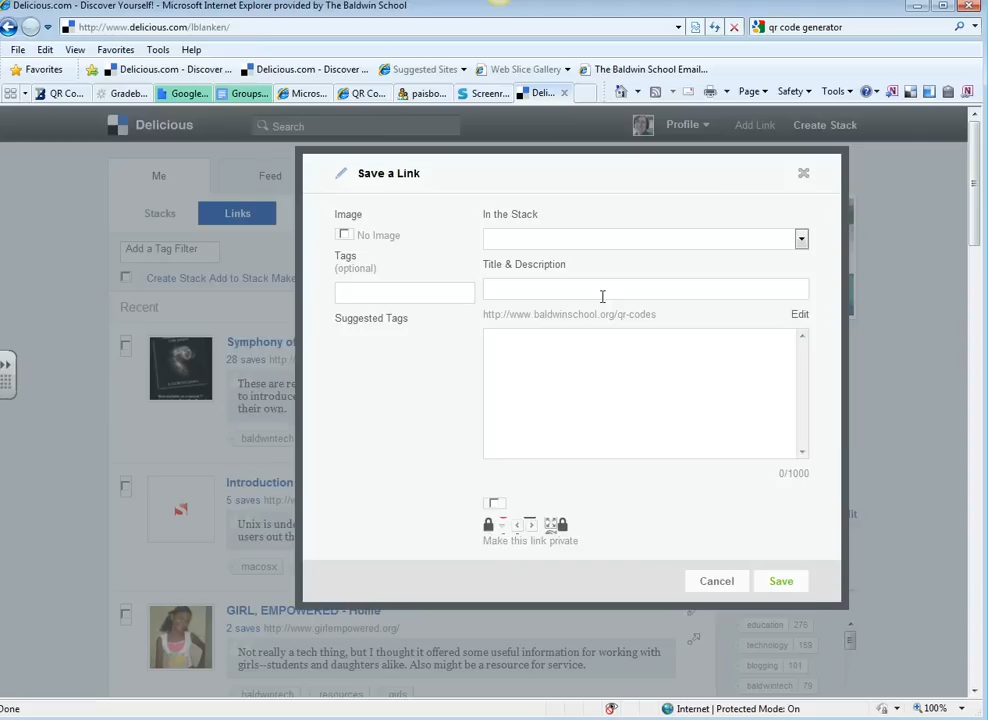 Delicious.com - Discover Yourself! - Microsoft Internet Explorer provided by The Baldwin School
http://www.delicious.com/lblanken/
qr code generator
File Edit View Favorites Tools Help
Favorites Delicious.com - Discover ... Delicious.com - Discover ... Suggested Sites Web Slice Gallery The Baldwin School Email...
QR Co... Gradeb... Google... Groups... Micros... QR Co... paisbo... Screenr... Deli... x Page Safety Tools
Delicious Search Profile Add Link Create Stack
Me Feed
Stacks Links
Add a Tag Filter
Create Stack Add to Stack Make
Recent
Symphony of
28 saves http:/
These are re
to introduce
their own.
baldwintech
Introduction
5 saves http://w
Unix is unde
users out th
macosx
GIRL, EMPOWERED - Home
2 saves http://www.girlempowered.org/
Not really a tech thing, but I thought it offered some useful information for working with
girls--students and daughters alike. Also might be a resource for service.
baldwintech resources girls
Save a Link
Image
No Image
Tags
(optional)
Suggested Tags
In the Stack
Title & Description
http://www.baldwinschool.org/qr-codes Edit
0/1000
Make this link private
Cancel Save
education 276
technology 159
blogging 101
baldwintech 79
Done Internet | Protected Mode: On 100%